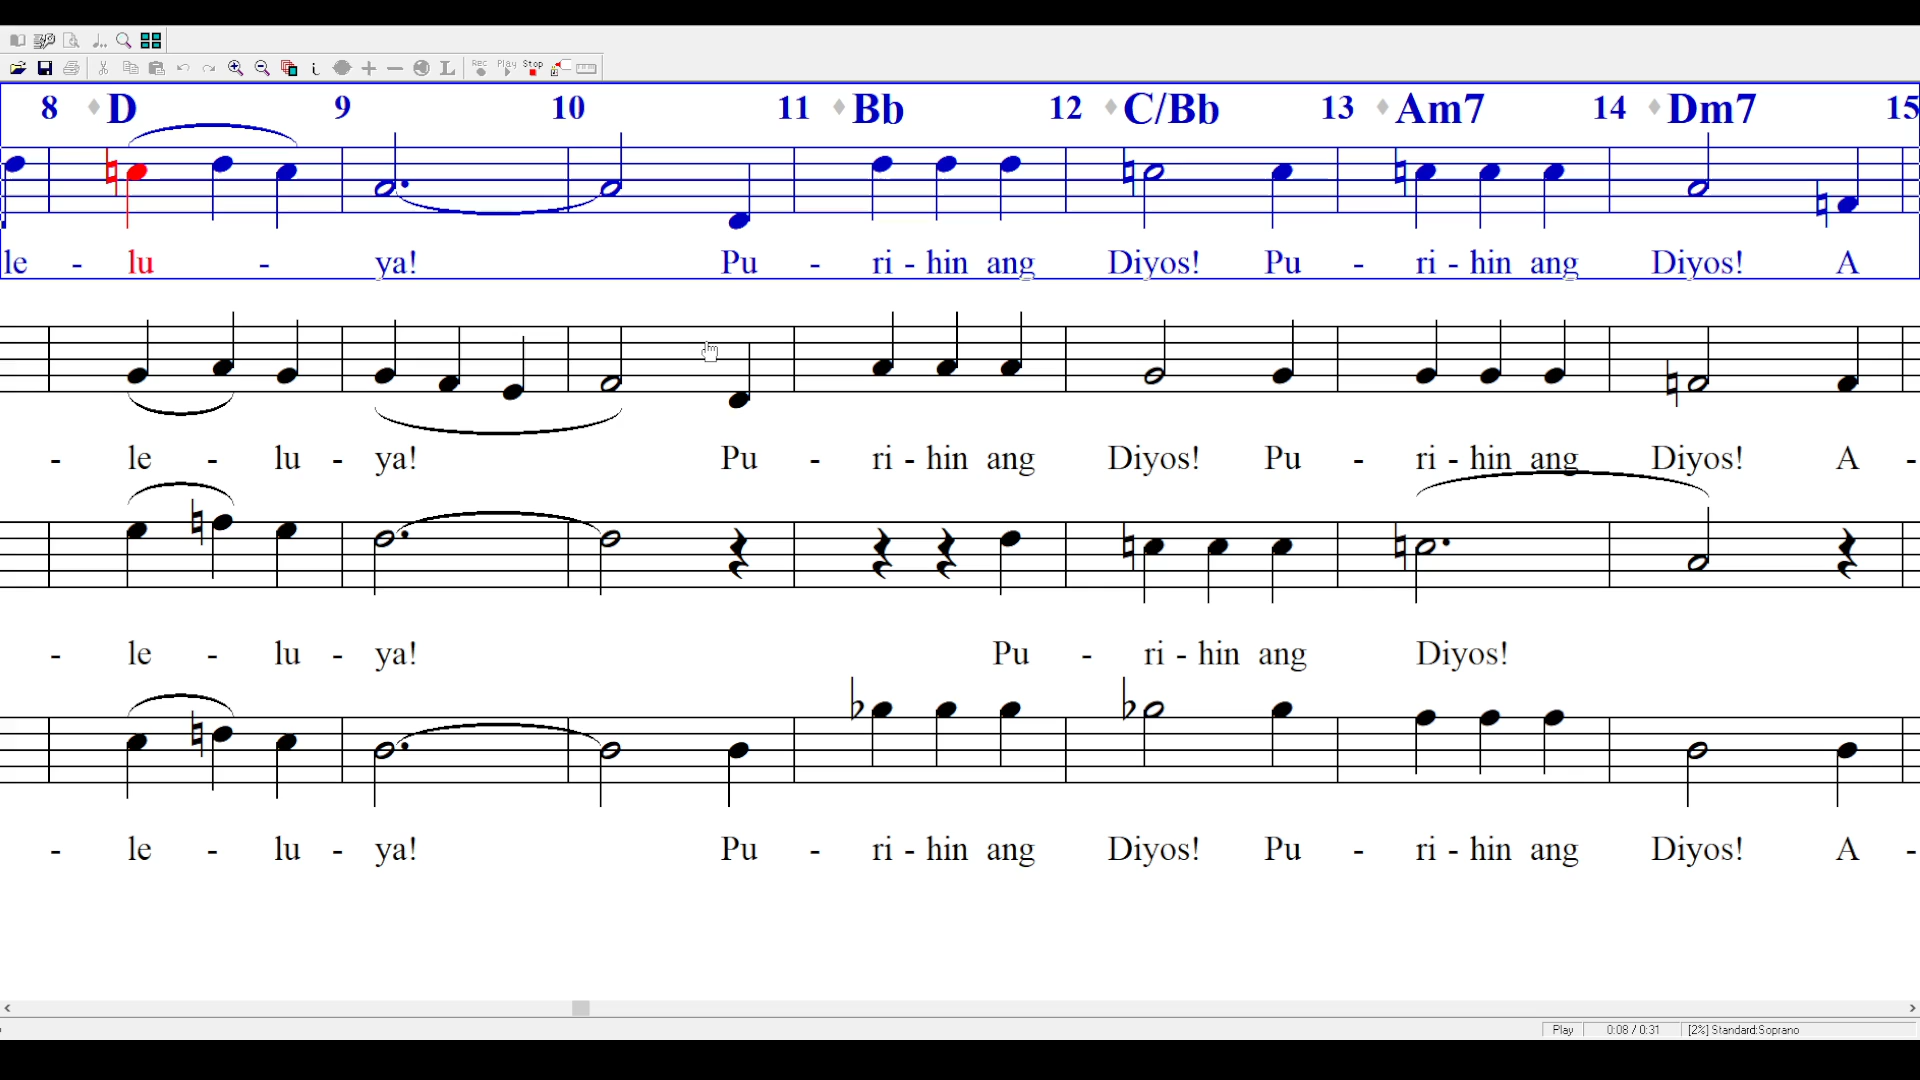 Rec Play Stop
8 D 9 10 11 Bb 12 C/Bb 13 Am7 14 Dm7 15
le - lu - ya! Pu - ri - hin ang Diyos! Pu - ri - hin ang Diyos! A
- le - lu - ya! Pu - ri - hin ang Diyos! Pu - ri - hin ang Diyos! A -
- le - lu - ya! Pu - ri - hin ang Diyos!
- le - lu - ya! Pu - ri - hin ang Diyos! Pu - ri - hin ang Diyos! A -
Play 0:08 / 0:31 [2%] Standard:Soprano